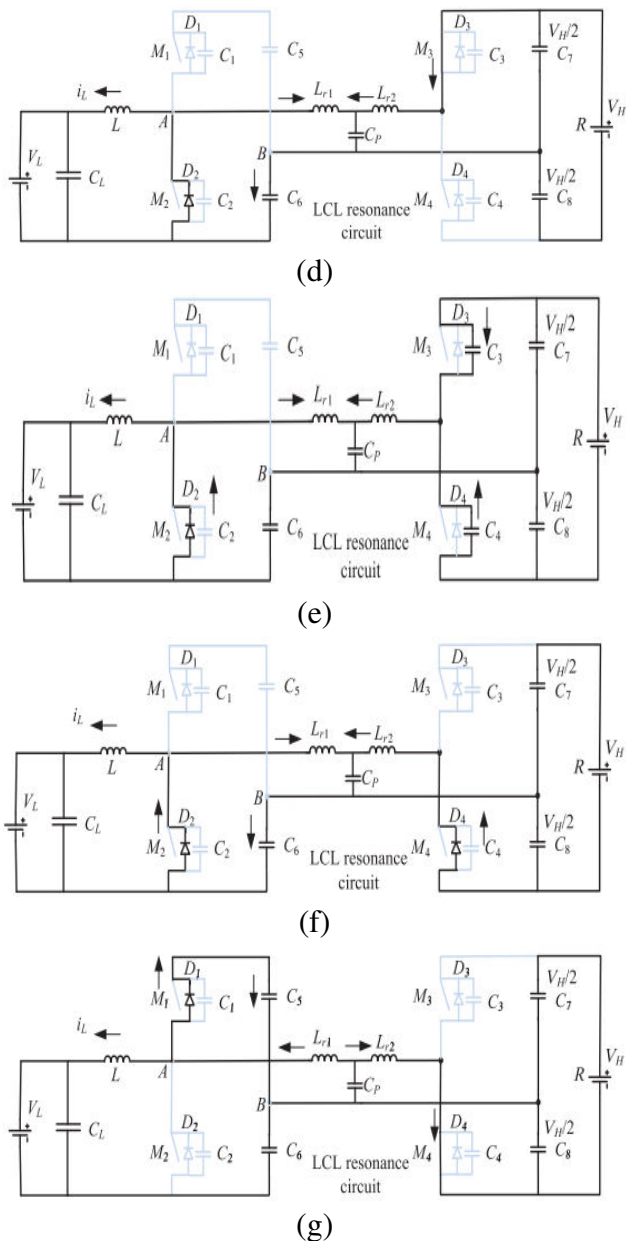 D1 VH/2
M1 C1 C5 M3 D3 C3 C7
iL Lr1 Lr2 VH
L A CP R
VL CL D2 B D4 VH/2
M2 C2 C6 LCL resonance circuit M4 C4 C8
(d)
D1 D3 VH/2
M1 C1 C5 M3 C3 C7
iL Lr1 Lr2 VH
L A CP R
VL CL D2 B D4 VH/2
M2 C2 C6 LCL resonance circuit M4 C4 C8
(e)
D1 D3 VH/2
M1 C1 C5 M3 C3 C7
iL Lr1 Lr2 VH
L A CP R
VL CL D2 B D4 VH/2
M2 C2 C6 LCL resonance circuit M4 C4 C8
(f)
D1 D3 VH/2
M1 C1 C5 M3 C3 C7
iL Lr1 Lr2 VH
L A CP R
VL CL D2 B D4 VH/2
M2 C2 C6 LCL resonance circuit M4 C4 C8
(g)